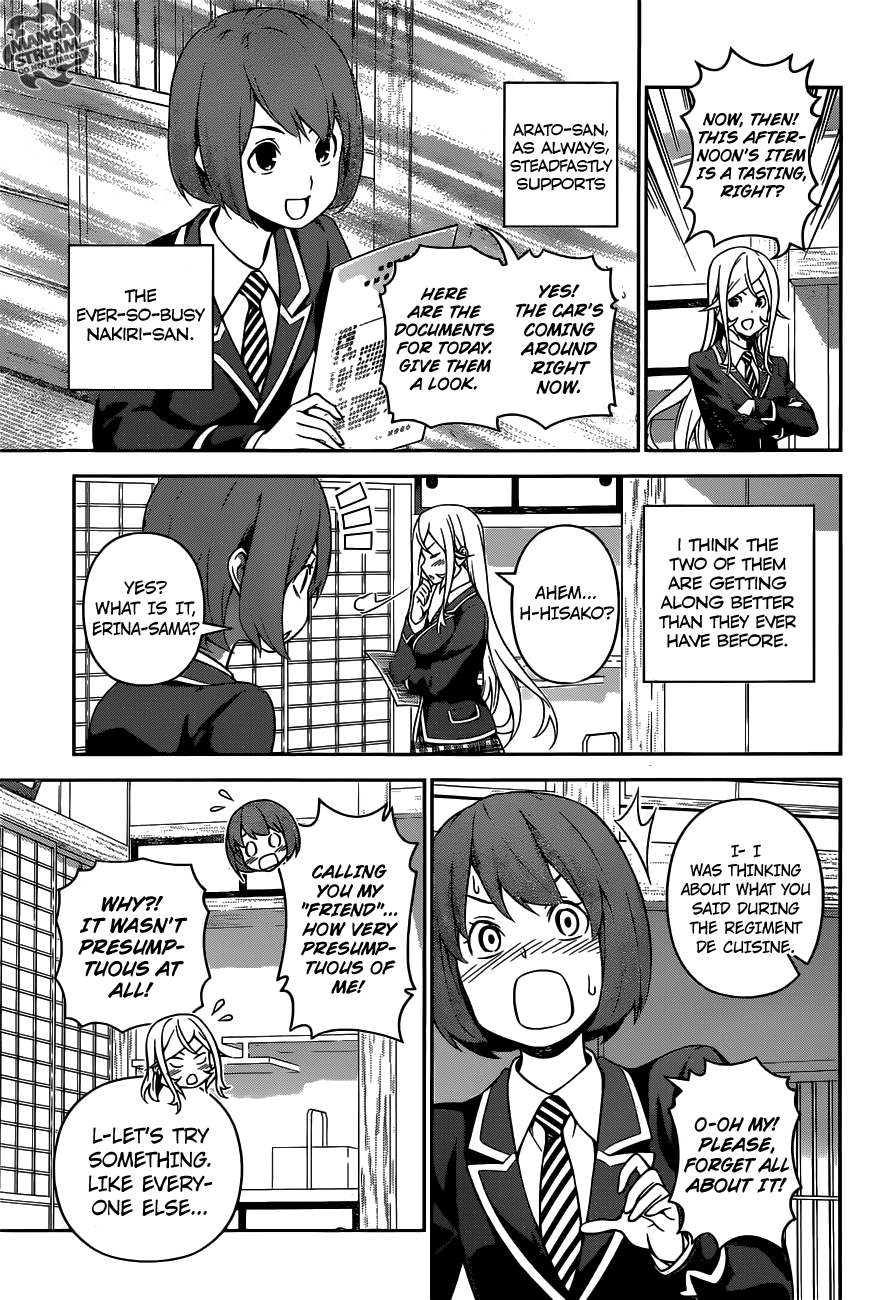 MANGA
STREAM
NOW, THEN!
THIS AFTER-
NOON'S ITEM
IS A TASTING,
RIGHT?
ARATO-SAN,
AS ALWAYS,
STEADFASTLY
SUPPORTS
YES!
THE CAR'S
COMING
AROUND
RIGHT
NOW.
HERE
ARE THE
DOCUMENTS
FOR TODAY.
GIVE THEM
A LOOK.
THE
EVER-SO-BUSY
NAKIRI-SAN.
I THINK THE
TWO OF THEM
ARE GETTING
ALONG BETTER
THAN THEY EVER
HAVE BEFORE.
AHEM...
H-HISAKO?
YES?
WHAT IS IT,
ERINA-SAMA?
I- I
WAS THINKING
ABOUT WHAT YOU
SAID DURING
THE REGIMENT
DE CUISINE.
O-OH MY!
PLEASE,
FORGET ALL
ABOUT IT!
CALLING
YOU MY
"FRIEND"...
HOW VERY
PRESUMP-
TUOUS OF
ME!
WHY?!
IT WASN'T
PRESUMP-
TUOUS AT
ALL!
L-LET'S TRY
SOMETHING.
LIKE EVERY-
ONE ELSE...